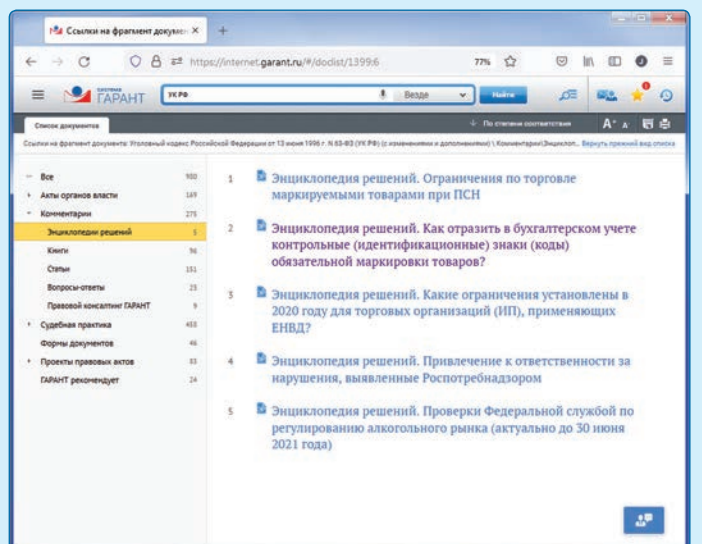 Ссылки на фрагмент докумен ×
+
https://internet.garant.ru/#/doclist/1399:6
77%
СИСТЕМА
ГАРАНТ
УК РФ
Везде
Найти
Список документов
По степени соответствия
Ссылки на фрагмент документа: Уголовный кодекс Российской Федерации от 13 июня 1996 г. N 63-ФЗ (УК РФ) (с изменениями и дополнениями) \ Комментарии\Энциклоп..
Вернуть прежний вид списка
Все 980
Акты органов власти 149
Комментарии 275
Энциклопедии решений 5
Книги 96
Статьи 151
Вопросы-ответы 23
Правовой консалтинг ГАРАНТ 9
Судебная практика 453
Формы документов 46
Проекты правовых актов 83
ГАРАНТ рекомендует 24
1 Энциклопедия решений. Ограничения по торговле
маркируемыми товарами при ПСН
2 Энциклопедия решений. Как отразить в бухгалтерском учете
контрольные (идентификационные) знаки (коды)
обязательной маркировки товаров?
3 Энциклопедия решений. Какие ограничения установлены в
2020 году для торговых организаций (ИП), применяющих
ЕНВД?
4 Энциклопедия решений. Привлечение к ответственности за
нарушения, выявленные Роспотребнадзором
5 Энциклопедия решений. Проверки Федеральной службой по
регулированию алкогольного рынка (актуально до 30 июня
2021 года)